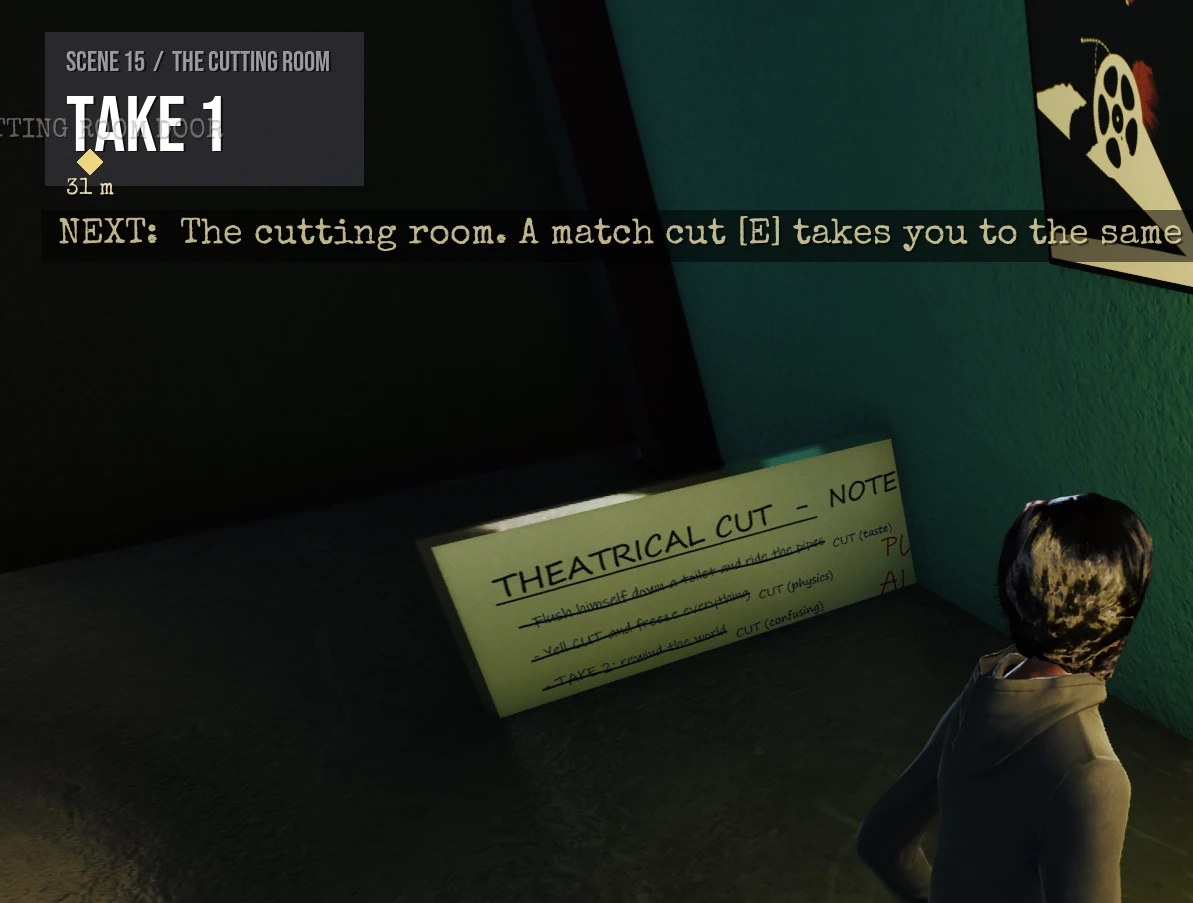 SCENE 15 / THE CUTTING ROOM
TAKE 1
TTING ROOM DOOR
31 m
NEXT: The cutting room. A match cut [E] takes you to the same
THEATRICAL CUT - NOTE
- Flush himself down a toilet and ride the pipes CUT (taste)
PU
- Yell CUT and freeze everything CUT (physics)
AL
- TAKE 2: rewind the world CUT (confusing)